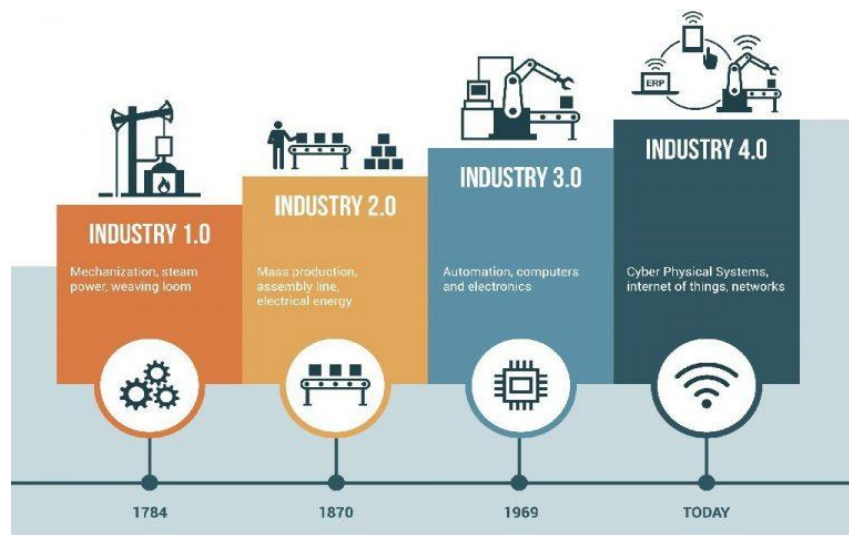 ERP
INDUSTRY 1.0
Mechanization, steam
power, weaving loom
INDUSTRY 2.0
Mass production,
assembly line,
electrical energy
INDUSTRY 3.0
Automation, computers
and electronics
INDUSTRY 4.0
Cyber Physical Systems,
internet of things, networks
1784
1870
1969
TODAY